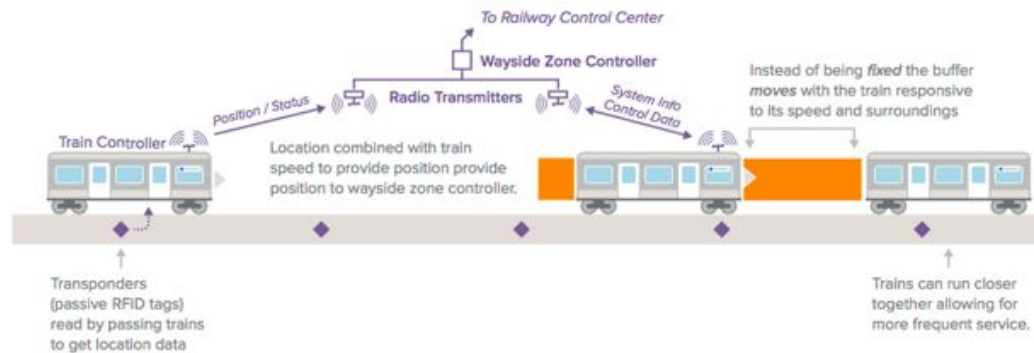 To Railway Control Center
Wayside Zone Controller
Radio Transmitters
Position / Status
System Info
Control Data
Instead of being fixed the buffer
moves with the train responsive
to its speed and surroundings
Train Controller
Location combined with train
speed to provide position provide
position to wayside zone controller.
Transponders
(passive RFID tags)
read by passing trains
to get location data
Trains can run closer
together allowing for
more frequent service.